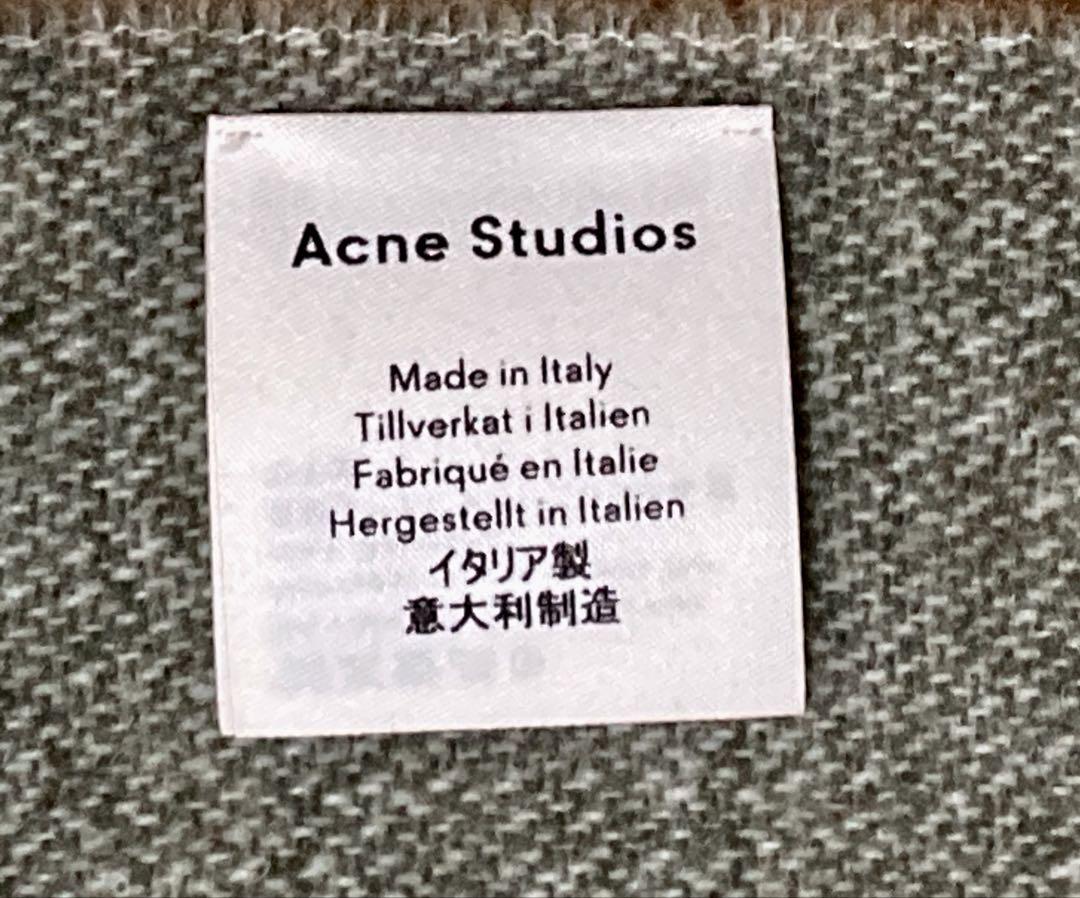 Acne Studios
Made in Italy
Tillverkat i Italien
Fabriqué en Italie
Hergestellt in Italien
イタリア製
意大利制造